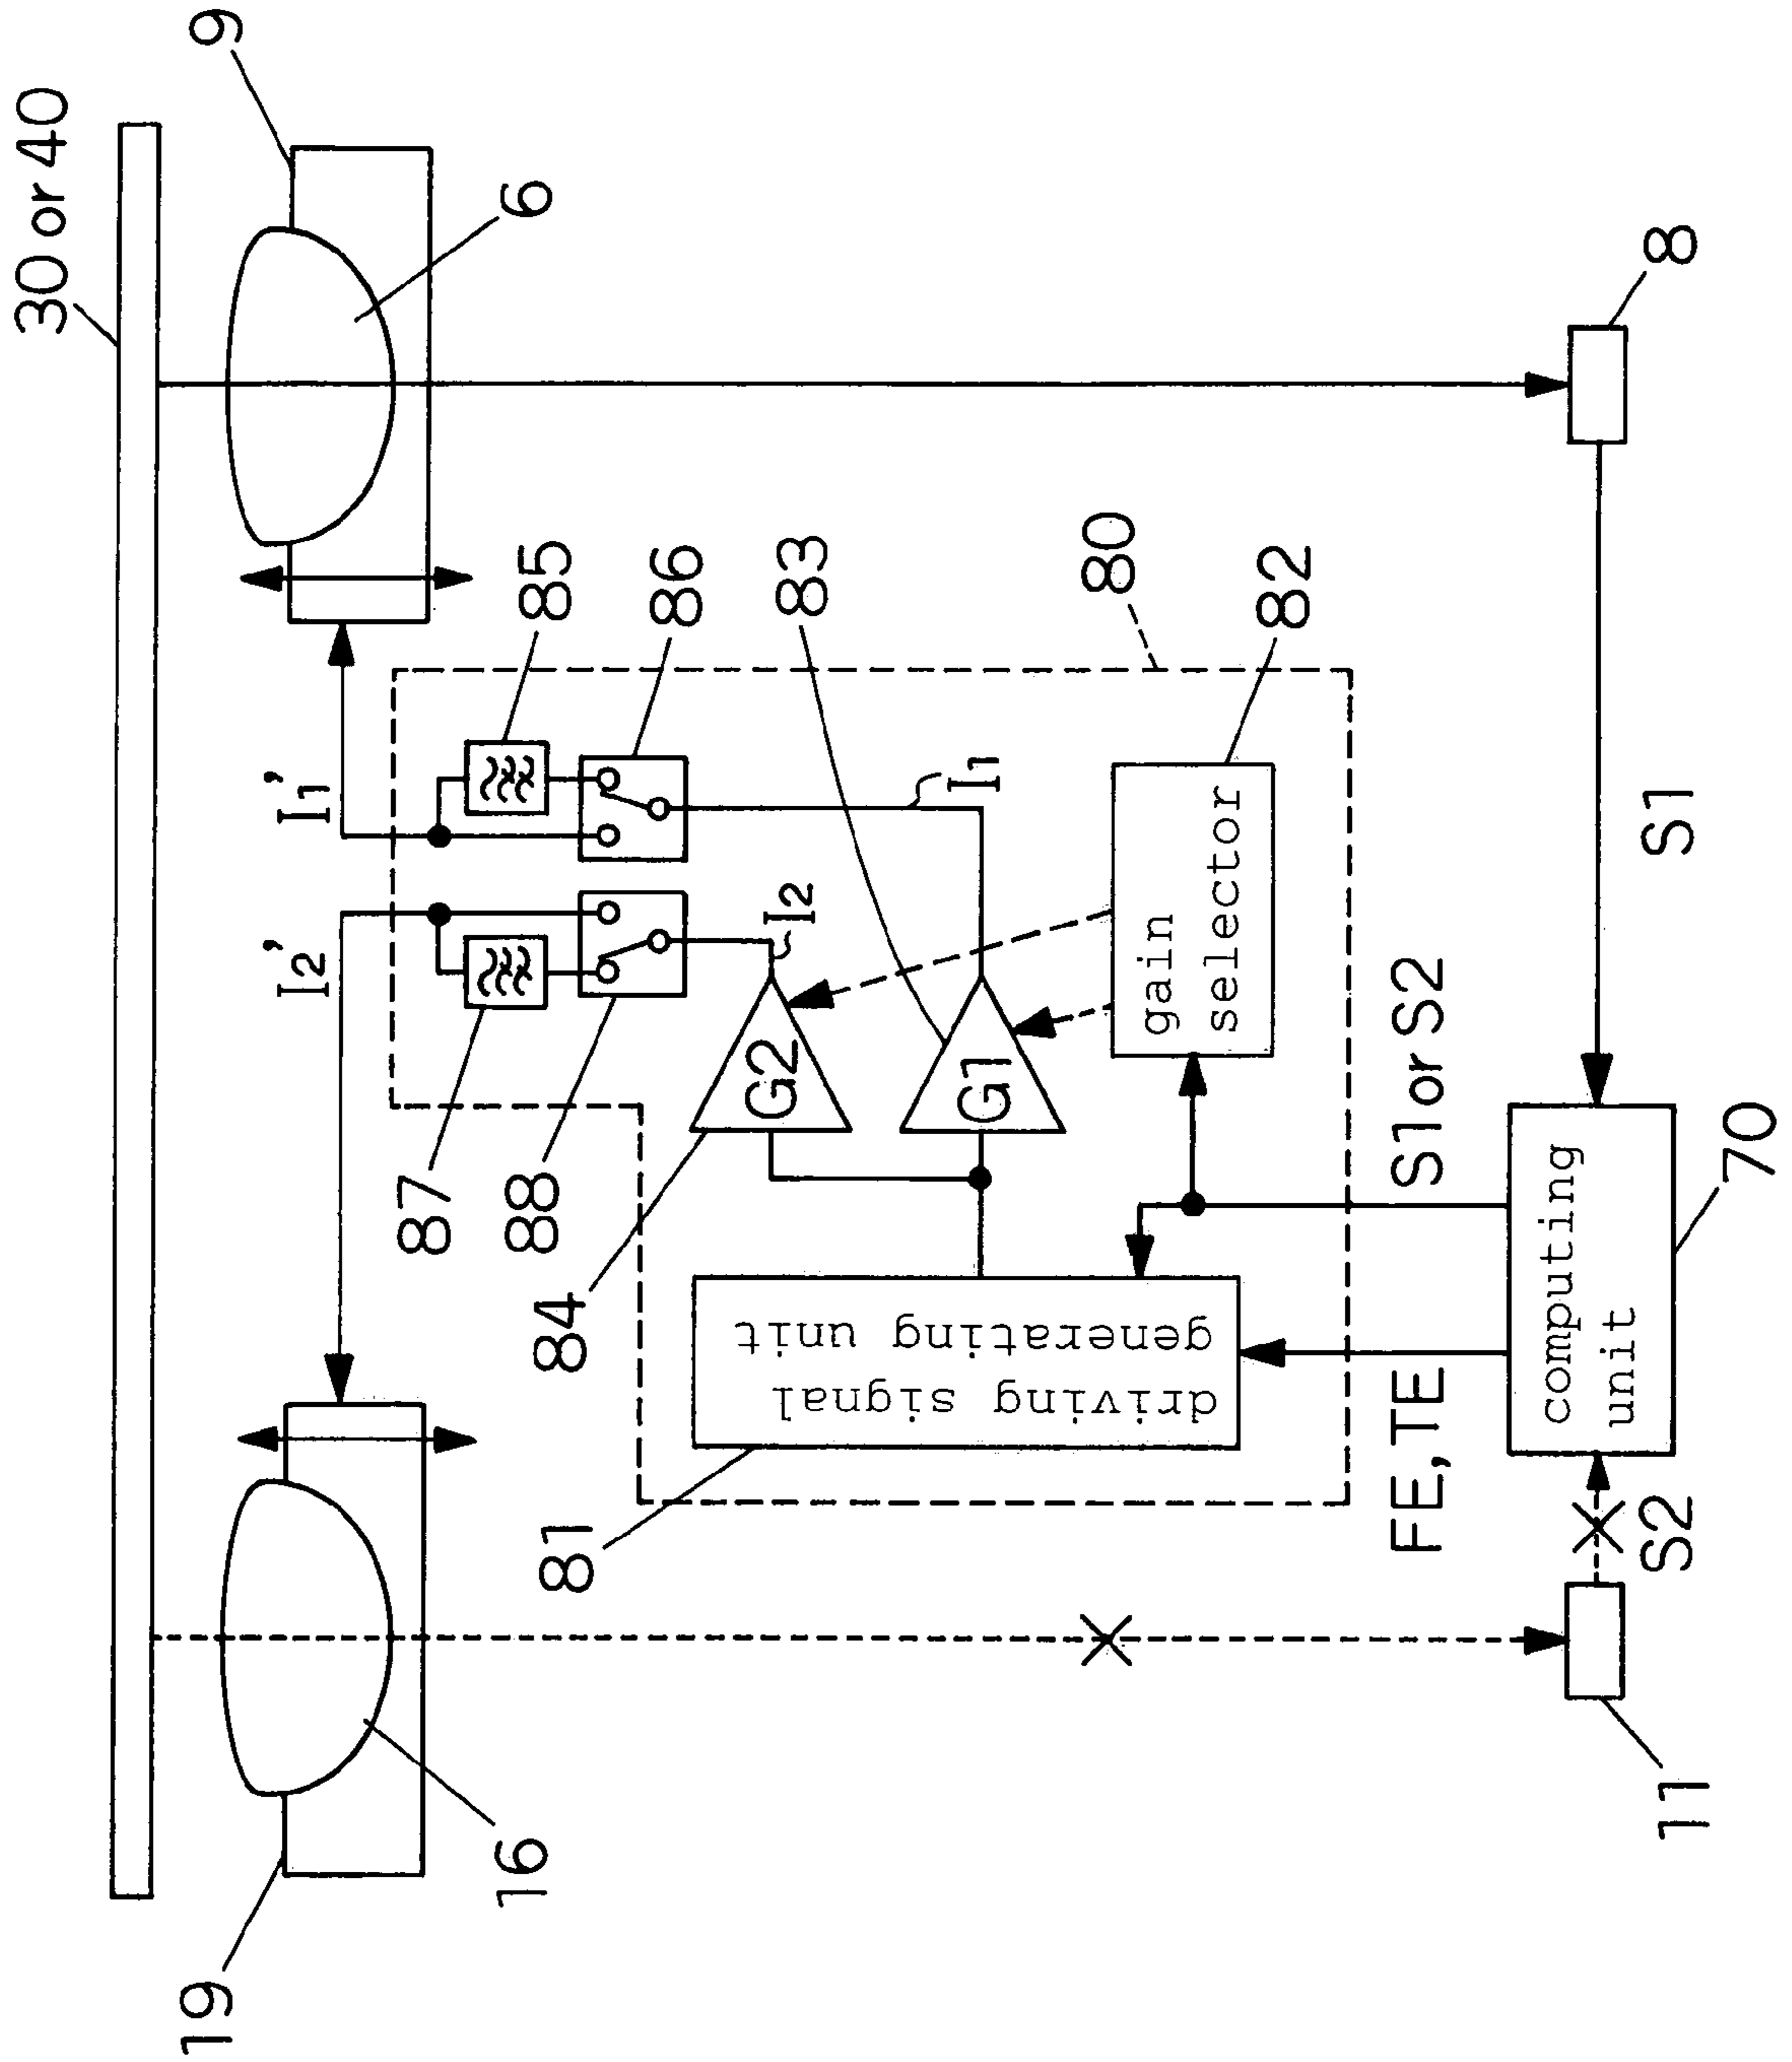 30 or 40
9
6
I1'
85
86
83
80
82
8
I2'
I2
I1
gain
selector
S1
87
88
84
G2
G1
S1 or S2
driving signal
generating unit
81
FE, TE
computing
unit
70
S2
19
16
11